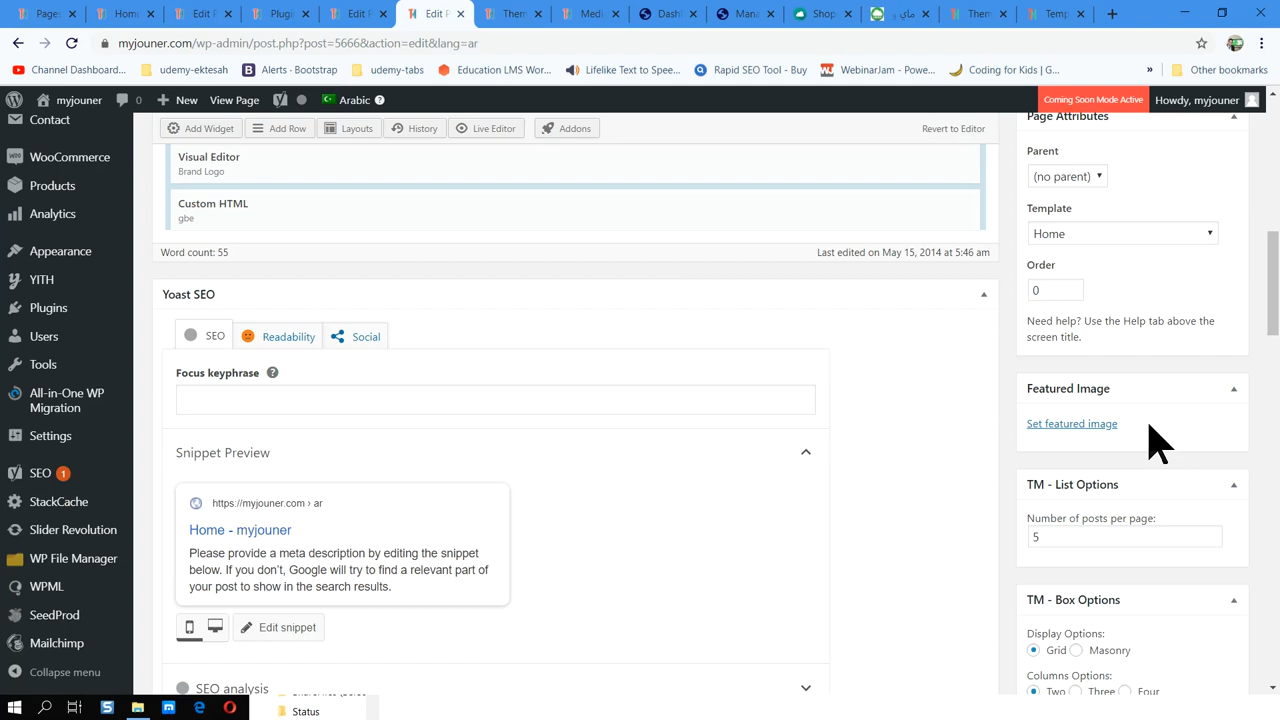 Pages
Home
Edit P
Plugi
Edit P
Edit P
Them
Medi
Dash
Mana
Shop
ماي
Them
Temp
myjouner.com/wp-admin/post.php?post=5666&action=edit&lang=ar
Channel Dashboard...
udemy-ektesah
Alerts · Bootstrap
udemy-tabs
Education LMS Wor...
Lifelike Text to Spee...
Rapid SEO Tool - Buy
WebinarJam - Powe...
Coding for Kids | G...
»
Other bookmarks
myjouner
0
New
View Page
Arabic
Coming Soon Mode Active
Howdy, myjouner
Contact
WooCommerce
Products
Analytics
Appearance
YITH
Plugins
Users
Tools
All-in-One WP
Migration
Settings
SEO 1
StackCache
Slider Revolution
WP File Manager
WPML
SeedProd
Mailchimp
Collapse menu
Add Widget
Add Row
Layouts
History
Live Editor
Addons
Revert to Editor
Visual Editor
Brand Logo
Custom HTML
gbe
Word count: 55
Last edited on May 15, 2014 at 5:46 am
Yoast SEO
SEO
Readability
Social
Focus keyphrase
Snippet Preview
https://myjouner.com › ar
Home - myjouner
Please provide a meta description by editing the snippet
below. If you don't, Google will try to find a relevant part of
your post to show in the search results.
Edit snippet
SEO analysis
Page Attributes
Parent
(no parent)
Template
Home
Order
0
Need help? Use the Help tab above the
screen title.
Featured Image
Set featured image
TM - List Options
Number of posts per page:
5
TM - Box Options
Display Options:
Grid
Masonry
Columns Options:
Two
Three
Four
Status